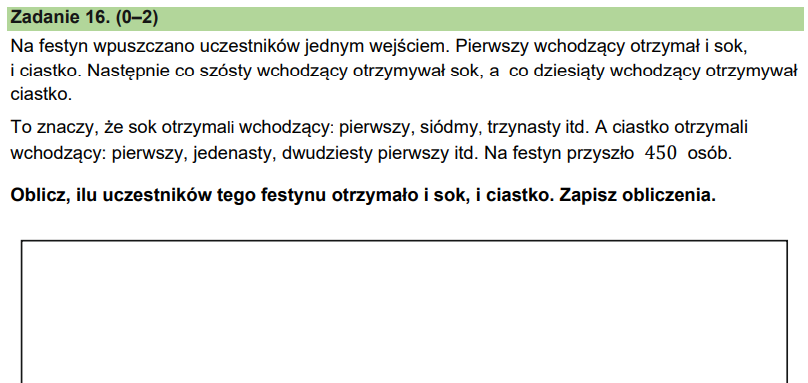 Zadanie 16. (0–2)
Na festyn wpuszczano uczestników jednym wejściem. Pierwszy wchodzący otrzymał i sok,
i ciastko. Następnie co szósty wchodzący otrzymywał sok, a co dziesiąty wchodzący otrzymywał
ciastko.
To znaczy, że sok otrzymali wchodzący: pierwszy, siódmy, trzynasty itd. A ciastko otrzymali
wchodzący: pierwszy, jedenasty, dwudziesty pierwszy itd. Na festyn przyszło 450 osób.
Oblicz, ilu uczestników tego festynu otrzymało i sok, i ciastko. Zapisz obliczenia.